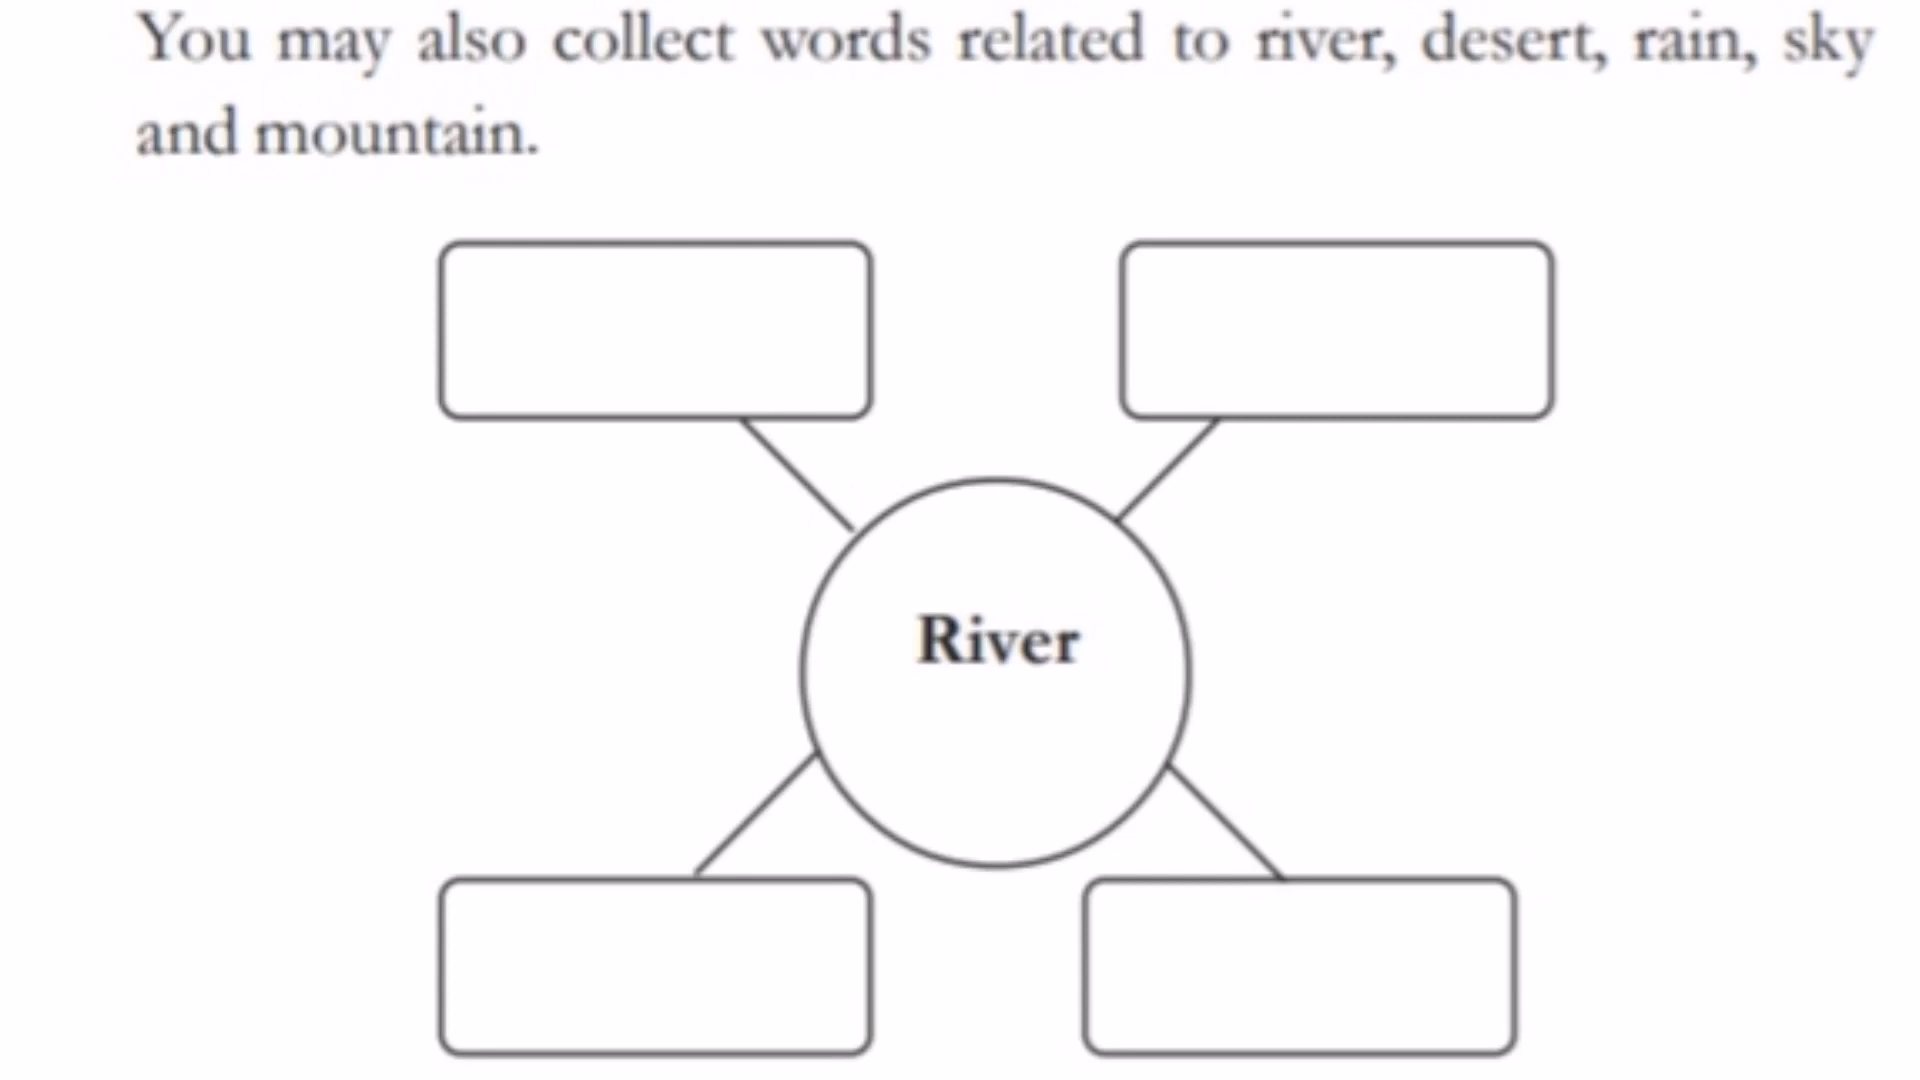 You may also collect words related to river, desert, rain, sky
and mountain.
River